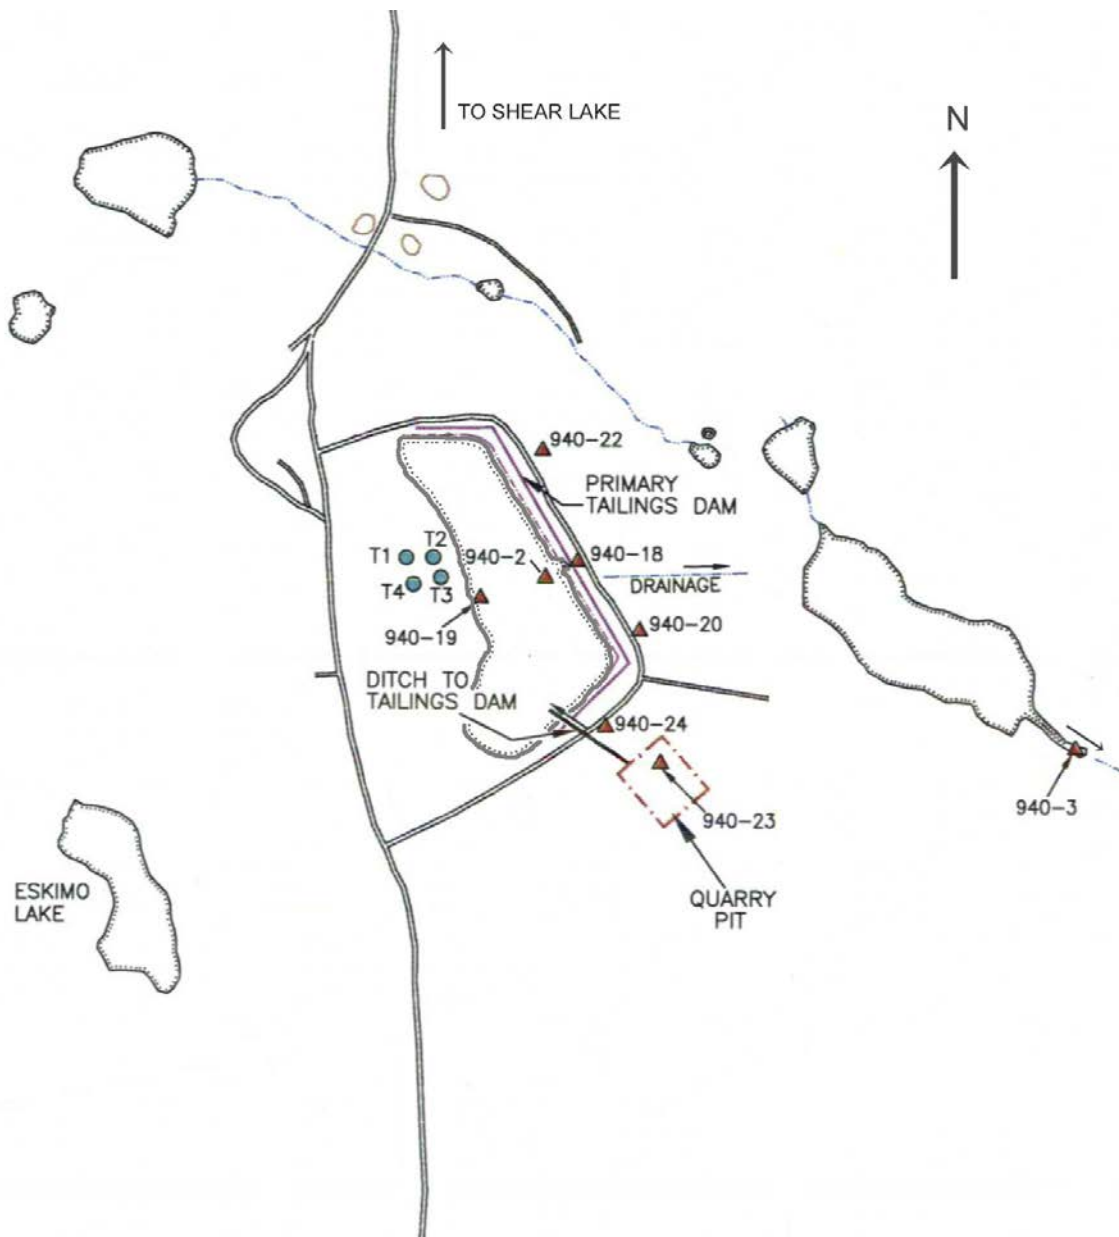 TO SHEAR LAKE
N
940-22
PRIMARY
TAILINGS DAM
T1
T2
940-2
940-18
T4
T3
DRAINAGE
940-19
940-20
DITCH TO
TAILINGS DAM
940-24
940-3
940-23
ESKIMO
LAKE
QUARRY
PIT